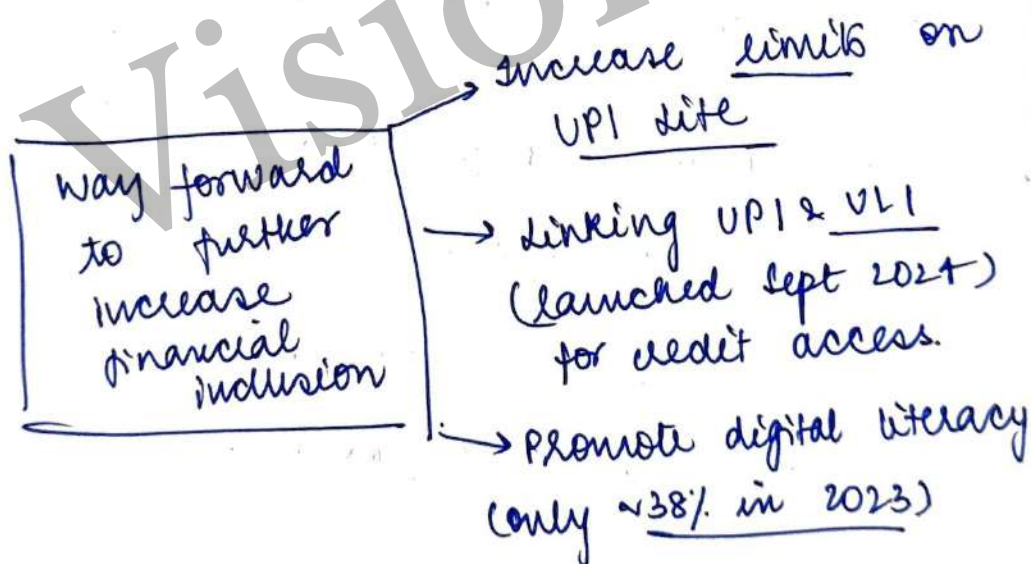 Vision
Way forward
to further
increase
financial
inclusion
→ Increase limits on
UPI Lite
→ Linking UPI & ULI
(launched Sept 2024)
for credit access.
→ Promote digital literacy
(only ~38% in 2023)